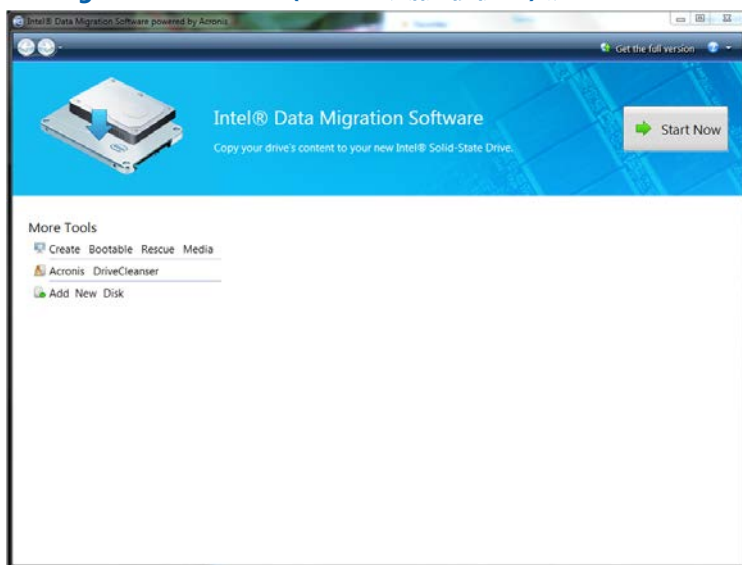 Intel® Data Migration Software powered by Acronis
Get the full version
Intel® Data Migration Software
Copy your drive's content to your new Intel® Solid-State Drive.
Start Now
More Tools
Create Bootable Rescue Media
Acronis DriveCleanser
Add New Disk